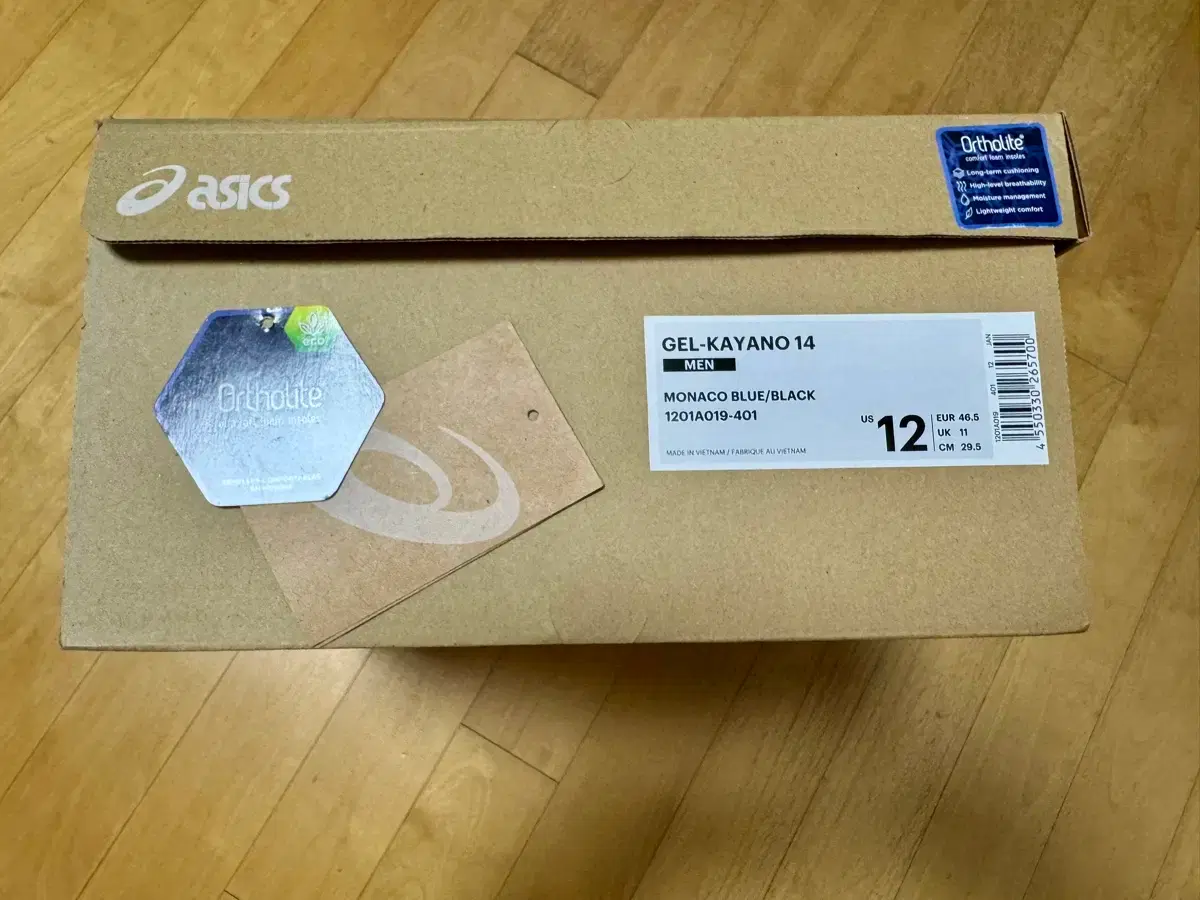 asics
Ortholite®
comfort foam insoles
Long-term cushioning
High-level breathability
Moisture management
Lightweight comfort
eco
Ortholite
GEL-KAYANO 14
MEN
MONACO BLUE/BLACK
1201A019-401
US 12
EUR 46.5
UK 11
CM 29.5
MADE IN VIETNAM / FABRIQUE AU VIETNAM
1201A019 401 12 JAN
4 550330 265700